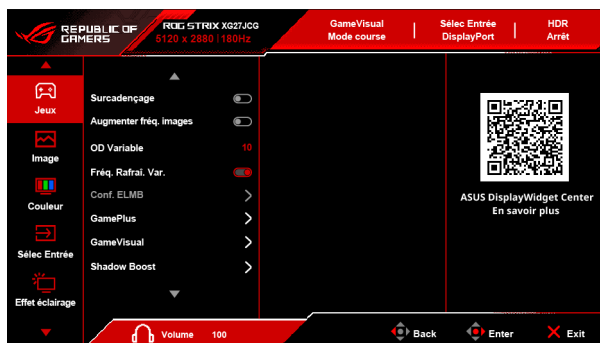 REPUBLIC OF
GAMERS
ROG STRIX XG27JCG
5120 x 2880 | 180Hz
GameVisual
Mode course
Sélec Entrée
DisplayPort
HDR
Arrêt
Jeux
Image
Couleur
Sélec Entrée
Effet éclairage
Surcadençage
Augmenter fréq. images
OD Variable 10
Fréq. Rafraî. Var.
Conf. ELMB
GamePlus
GameVisual
Shadow Boost
ASUS DisplayWidget Center
En savoir plus
Volume 100
Back
Enter
Exit